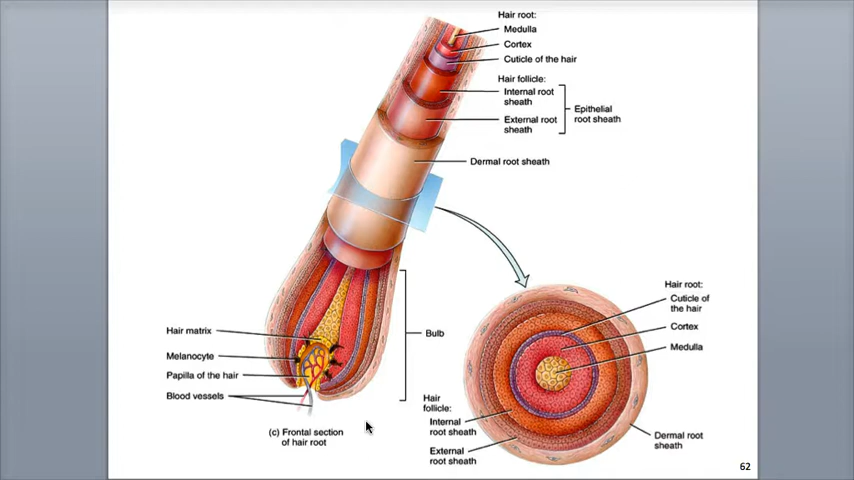 Hair root:
Medulla
Cortex
Cuticle of the hair
Hair follicle:
Internal root
sheath
External root
sheath
Epithelial
root sheath
Dermal root sheath
Hair matrix
Melanocyte
Papilla of the hair
Blood vessels
Bulb
(c) Frontal section
of hair root
Hair root:
Cuticle of
the hair
Cortex
Medulla
Hair
follicle:
Internal
root sheath
External
root sheath
Dermal root
sheath
62